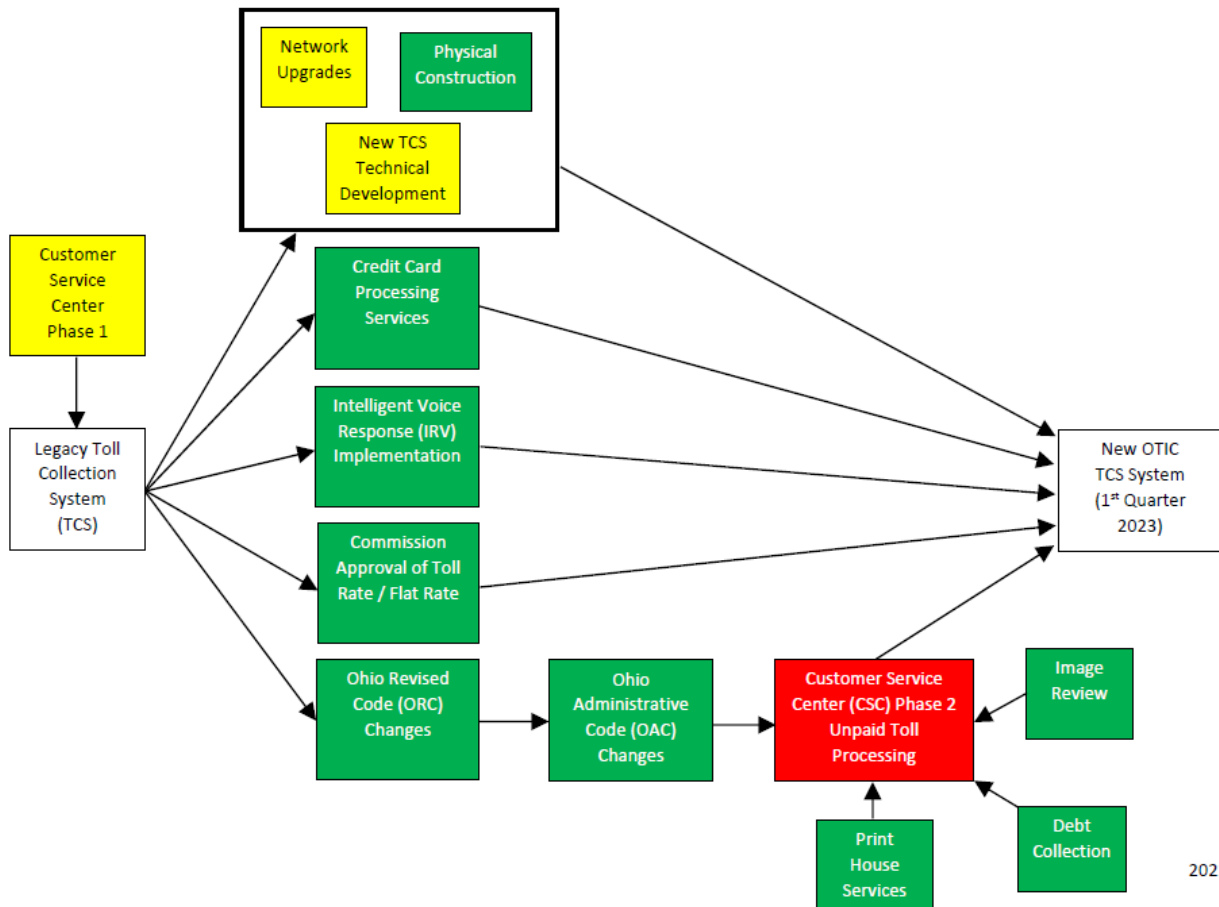 Network
Upgrades
Physical
Construction
New TCS
Technical
Development
Customer
Service
Center
Phase 1
Legacy Toll
Collection
System
(TCS)
Credit Card
Processing
Services
Intelligent Voice
Response (IRV)
Implementation
Commission
Approval of Toll
Rate / Flat Rate
Ohio Revised
Code (ORC)
Changes
Ohio
Administrative
Code (OAC)
Changes
Customer Service
Center (CSC) Phase 2
Unpaid Toll
Processing
Image
Review
Print
House
Services
Debt
Collection
New OTIC
TCS System
(1st Quarter
2023)
202